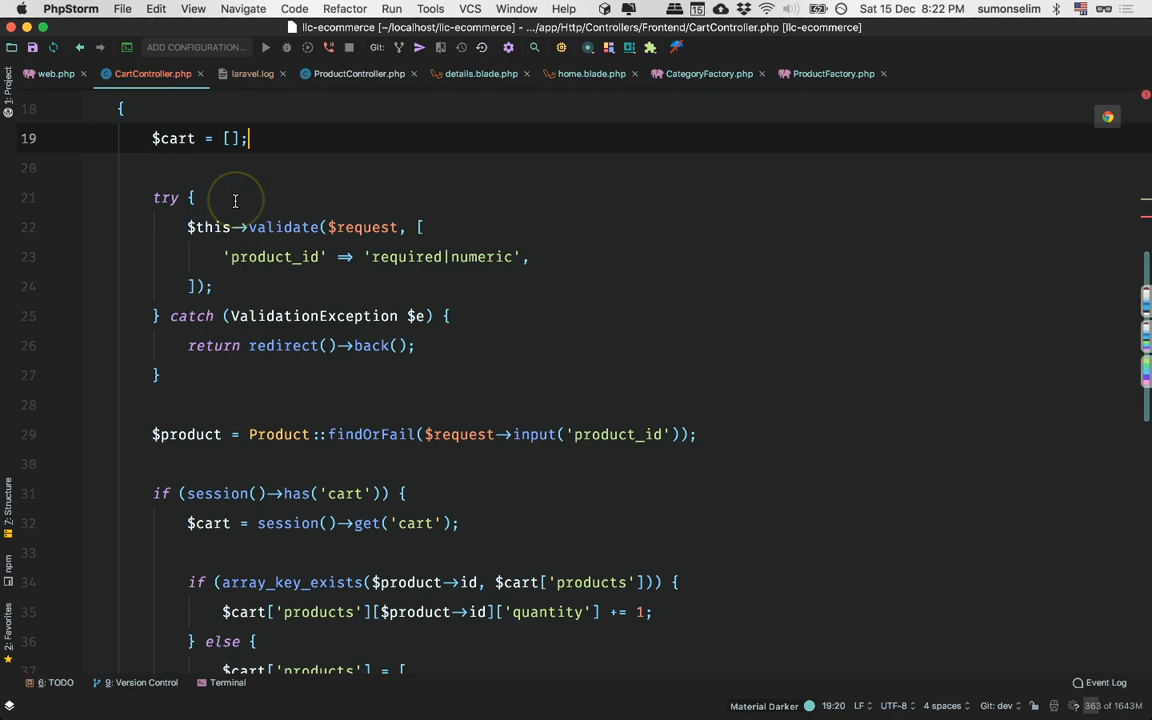 PhpStorm File Edit View Navigate Code Refactor Run Tools VCS Window Help 15 Sat 15 Dec 8:22 PM sumonselim
llc-ecommerce [~/localhost/llc-ecommerce] - .../app/Http/Controllers/Frontend/CartController.php [llc-ecommerce]
ADD CONFIGURATION... Git:
web.php CartController.php laravel.log ProductController.php details.blade.php home.blade.php CategoryFactory.php ProductFactory.php
1: Project
7: Structure
npm
2: Favorites
18 {
19 $cart = [];
20
21 try {
22 $this->validate($request, [
23 'product_id' => 'required|numeric',
24 ]);
25 } catch (ValidationException $e) {
26 return redirect()->back();
27 }
28
29 $product = Product::findOrFail($request->input('product_id'));
30
31 if (session()->has('cart')) {
32 $cart = session()->get('cart');
33
34 if (array_key_exists($product->id, $cart['products'])) {
35 $cart['products'][$product->id]['quantity'] += 1;
36 } else {
37 $cart['products'] = [
6: TODO 9: Version Control Terminal Event Log
Material Darker 19:20 LF UTF-8 4 spaces Git: dev 363 of 1643M